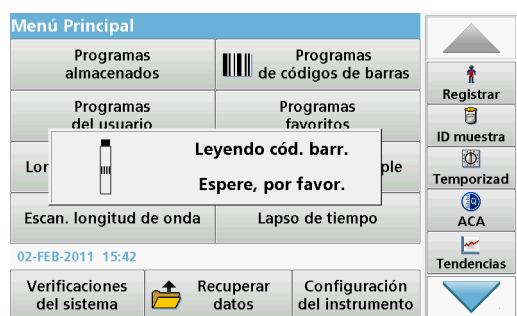 Menú Principal
Programas
almacenados
Programas
de códigos de barras
Programas
del usuario
Programas
favoritos
Leyendo cód. barr.
Espere, por favor.
Lor
ple
Escan. longitud de onda
Lapso de tiempo
02-FEB-2011 15:42
Verificaciones
del sistema
Recuperar
datos
Configuración
del instrumento
Registrar
ID muestra
Temporizad
ACA
Tendencias